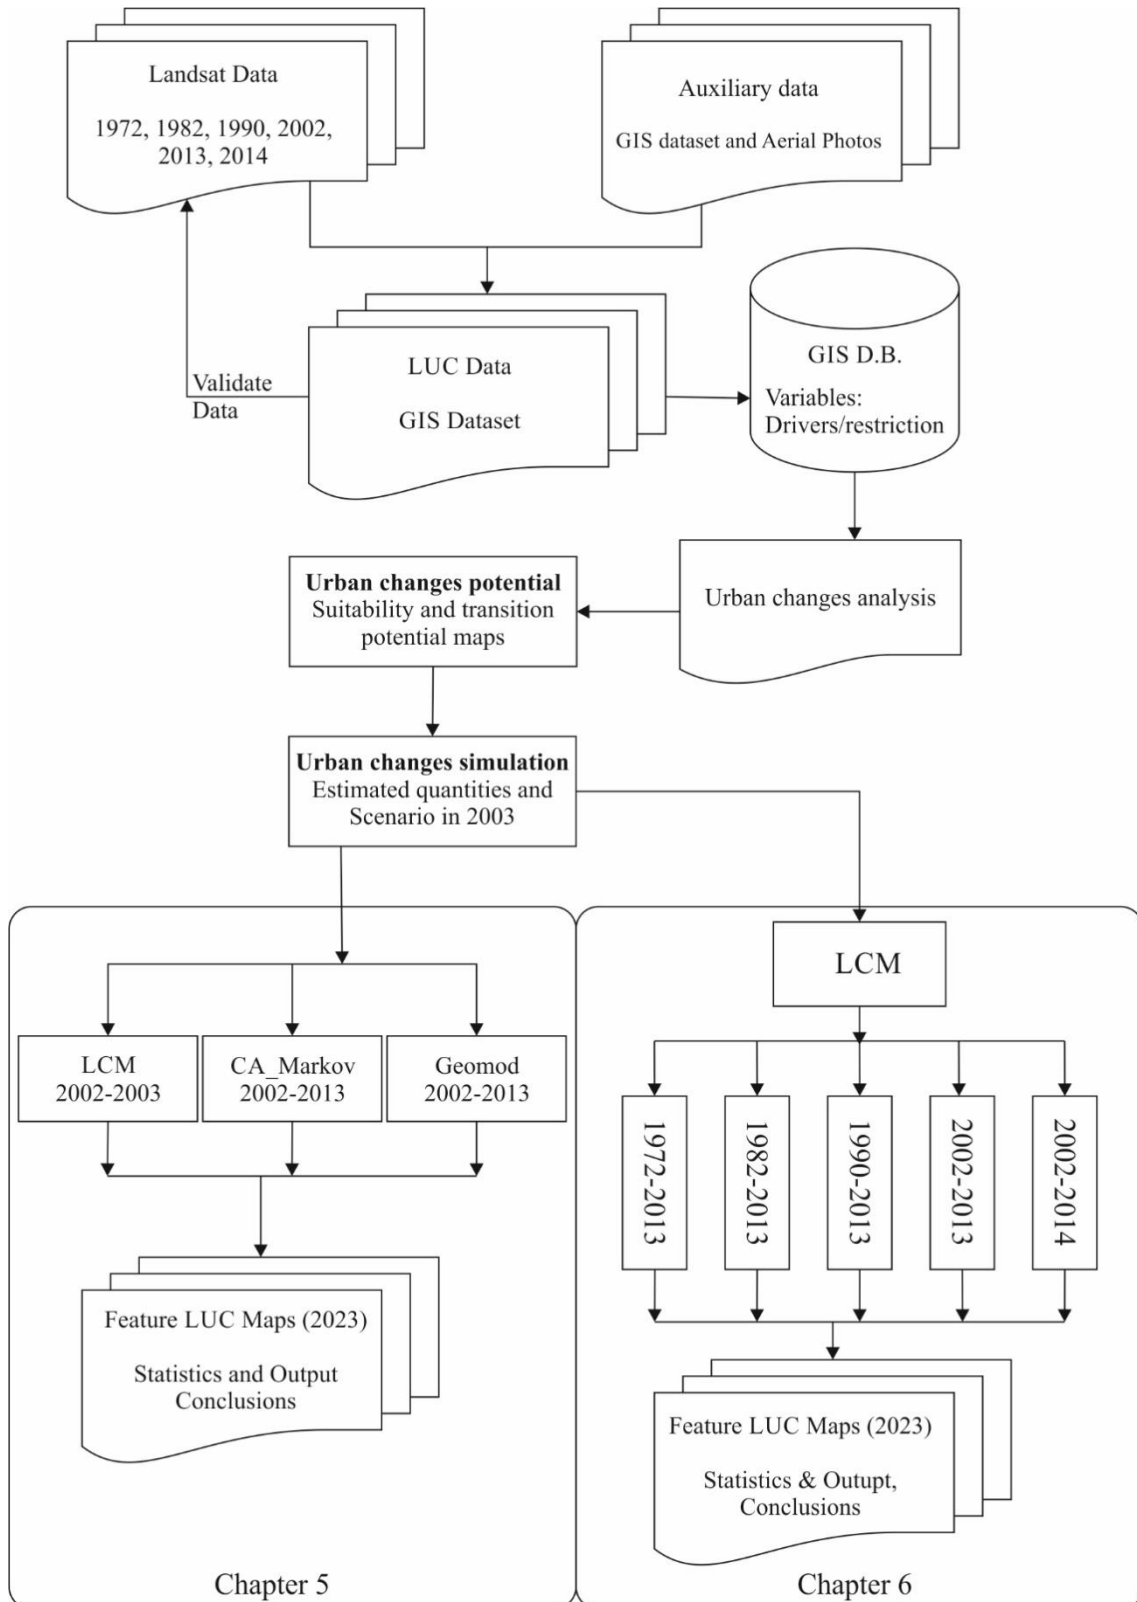 Landsat Data
1972, 1982, 1990, 2002,
2013, 2014
Auxiliary data
GIS dataset and Aerial Photos
LUC Data
GIS Dataset
Validate
Data
GIS D.B.
Variables:
Drivers/restriction
Urban changes analysis
Urban changes potential
Suitability and transition
potential maps
Urban changes simulation
Estimated quantities and
Scenario in 2003
LCM
2002-2003
CA_Markov
2002-2013
Geomod
2002-2013
Feature LUC Maps (2023)
Statistics and Output
Conclusions
Chapter 5
LCM
1972-2013
1982-2013
1990-2013
2002-2013
2002-2014
Feature LUC Maps (2023)
Statistics & Outupt,
Conclusions
Chapter 6